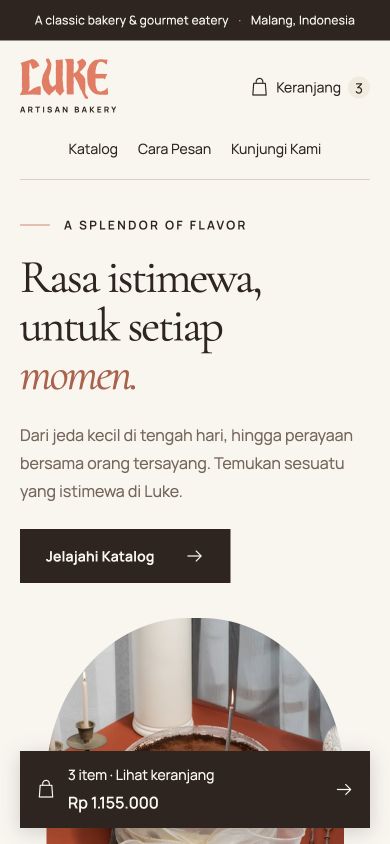 A classic bakery & gourmet eatery · Malang, Indonesia
LUKE
ARTISAN BAKERY
Keranjang 3
Katalog Cara Pesan Kunjungi Kami
A SPLENDOR OF FLAVOR
Rasa istimewa,
untuk setiap
momen.
Dari jeda kecil di tengah hari, hingga perayaan
bersama orang tersayang. Temukan sesuatu
yang istimewa di Luke.
Jelajahi Katalog →
3 item · Lihat keranjang
Rp 1.155.000 →